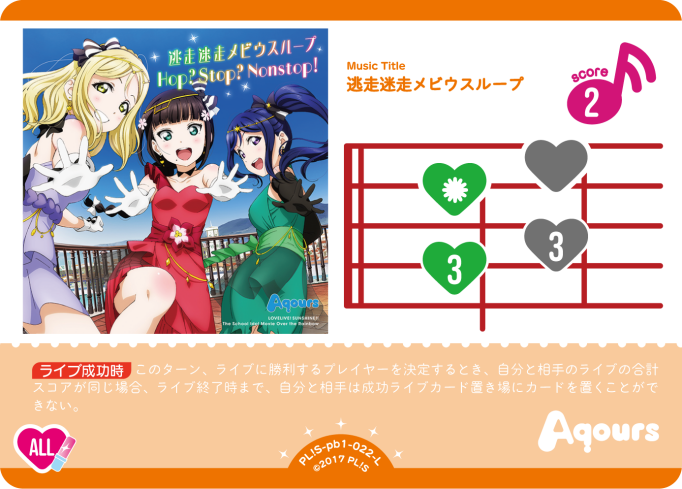 逃走迷走メビウスループ
Hop? Stop? Nonstop!
Aqours
LOVELIVE! SUNSHINE!!
The School Idol Movie Over the Rainbow
Music Title
逃走迷走メビウスループ
score
2
3
3
ライブ成功時 このターン、ライブに勝利するプレイヤーを決定するとき、自分と相手のライブの合計
スコアが同じ場合、ライブ終了時まで、自分と相手は成功ライブカード置き場にカードを置くことがで
きない。
ALL
PL!S-pb1-022-L
©2017 PL!S
Aqours